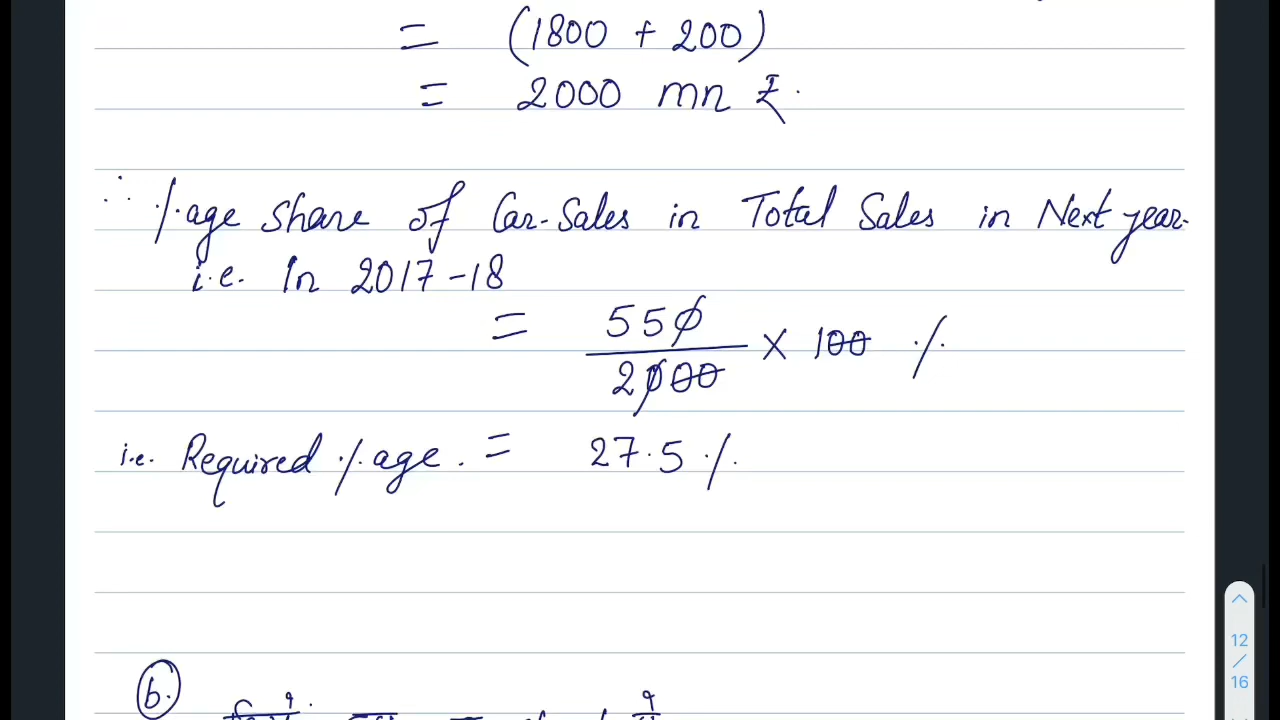 = (1800 + 200)
= 2000 mn ₹.
∴ %age share of Car-Sales in Total Sales in Next year.
i.e. In 2017-18
= 550/2000 × 100 %
i.e. Required %age. = 27.5 %.
b.
12
/
16